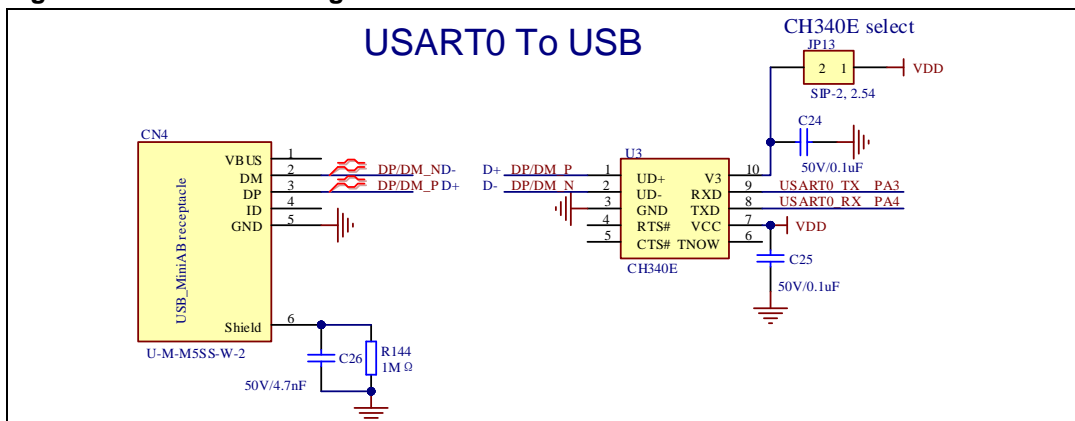 USART0 To USB
CH340E select
JP13
2 1
VDD
SIP-2, 2.54
C24
50V/0.1uF
CN4
USB_MiniAB receptacle
VBUS 1
DM 2 DP/DM_N D-
DP 3 DP/DM_P D+
ID 4
GND 5
Shield 6
U-M-M5SS-W-2
C26
50V/4.7nF
R144
1M Ω
U3
D+ DP/DM_P 1 UD+ V3 10
D- DP/DM_N 2 UD- RXD 9 USART0_TX PA3
3 GND TXD 8 USART0_RX PA4
4 RTS# VCC 7 VDD
5 CTS# TNOW 6
CH340E
C25
50V/0.1uF